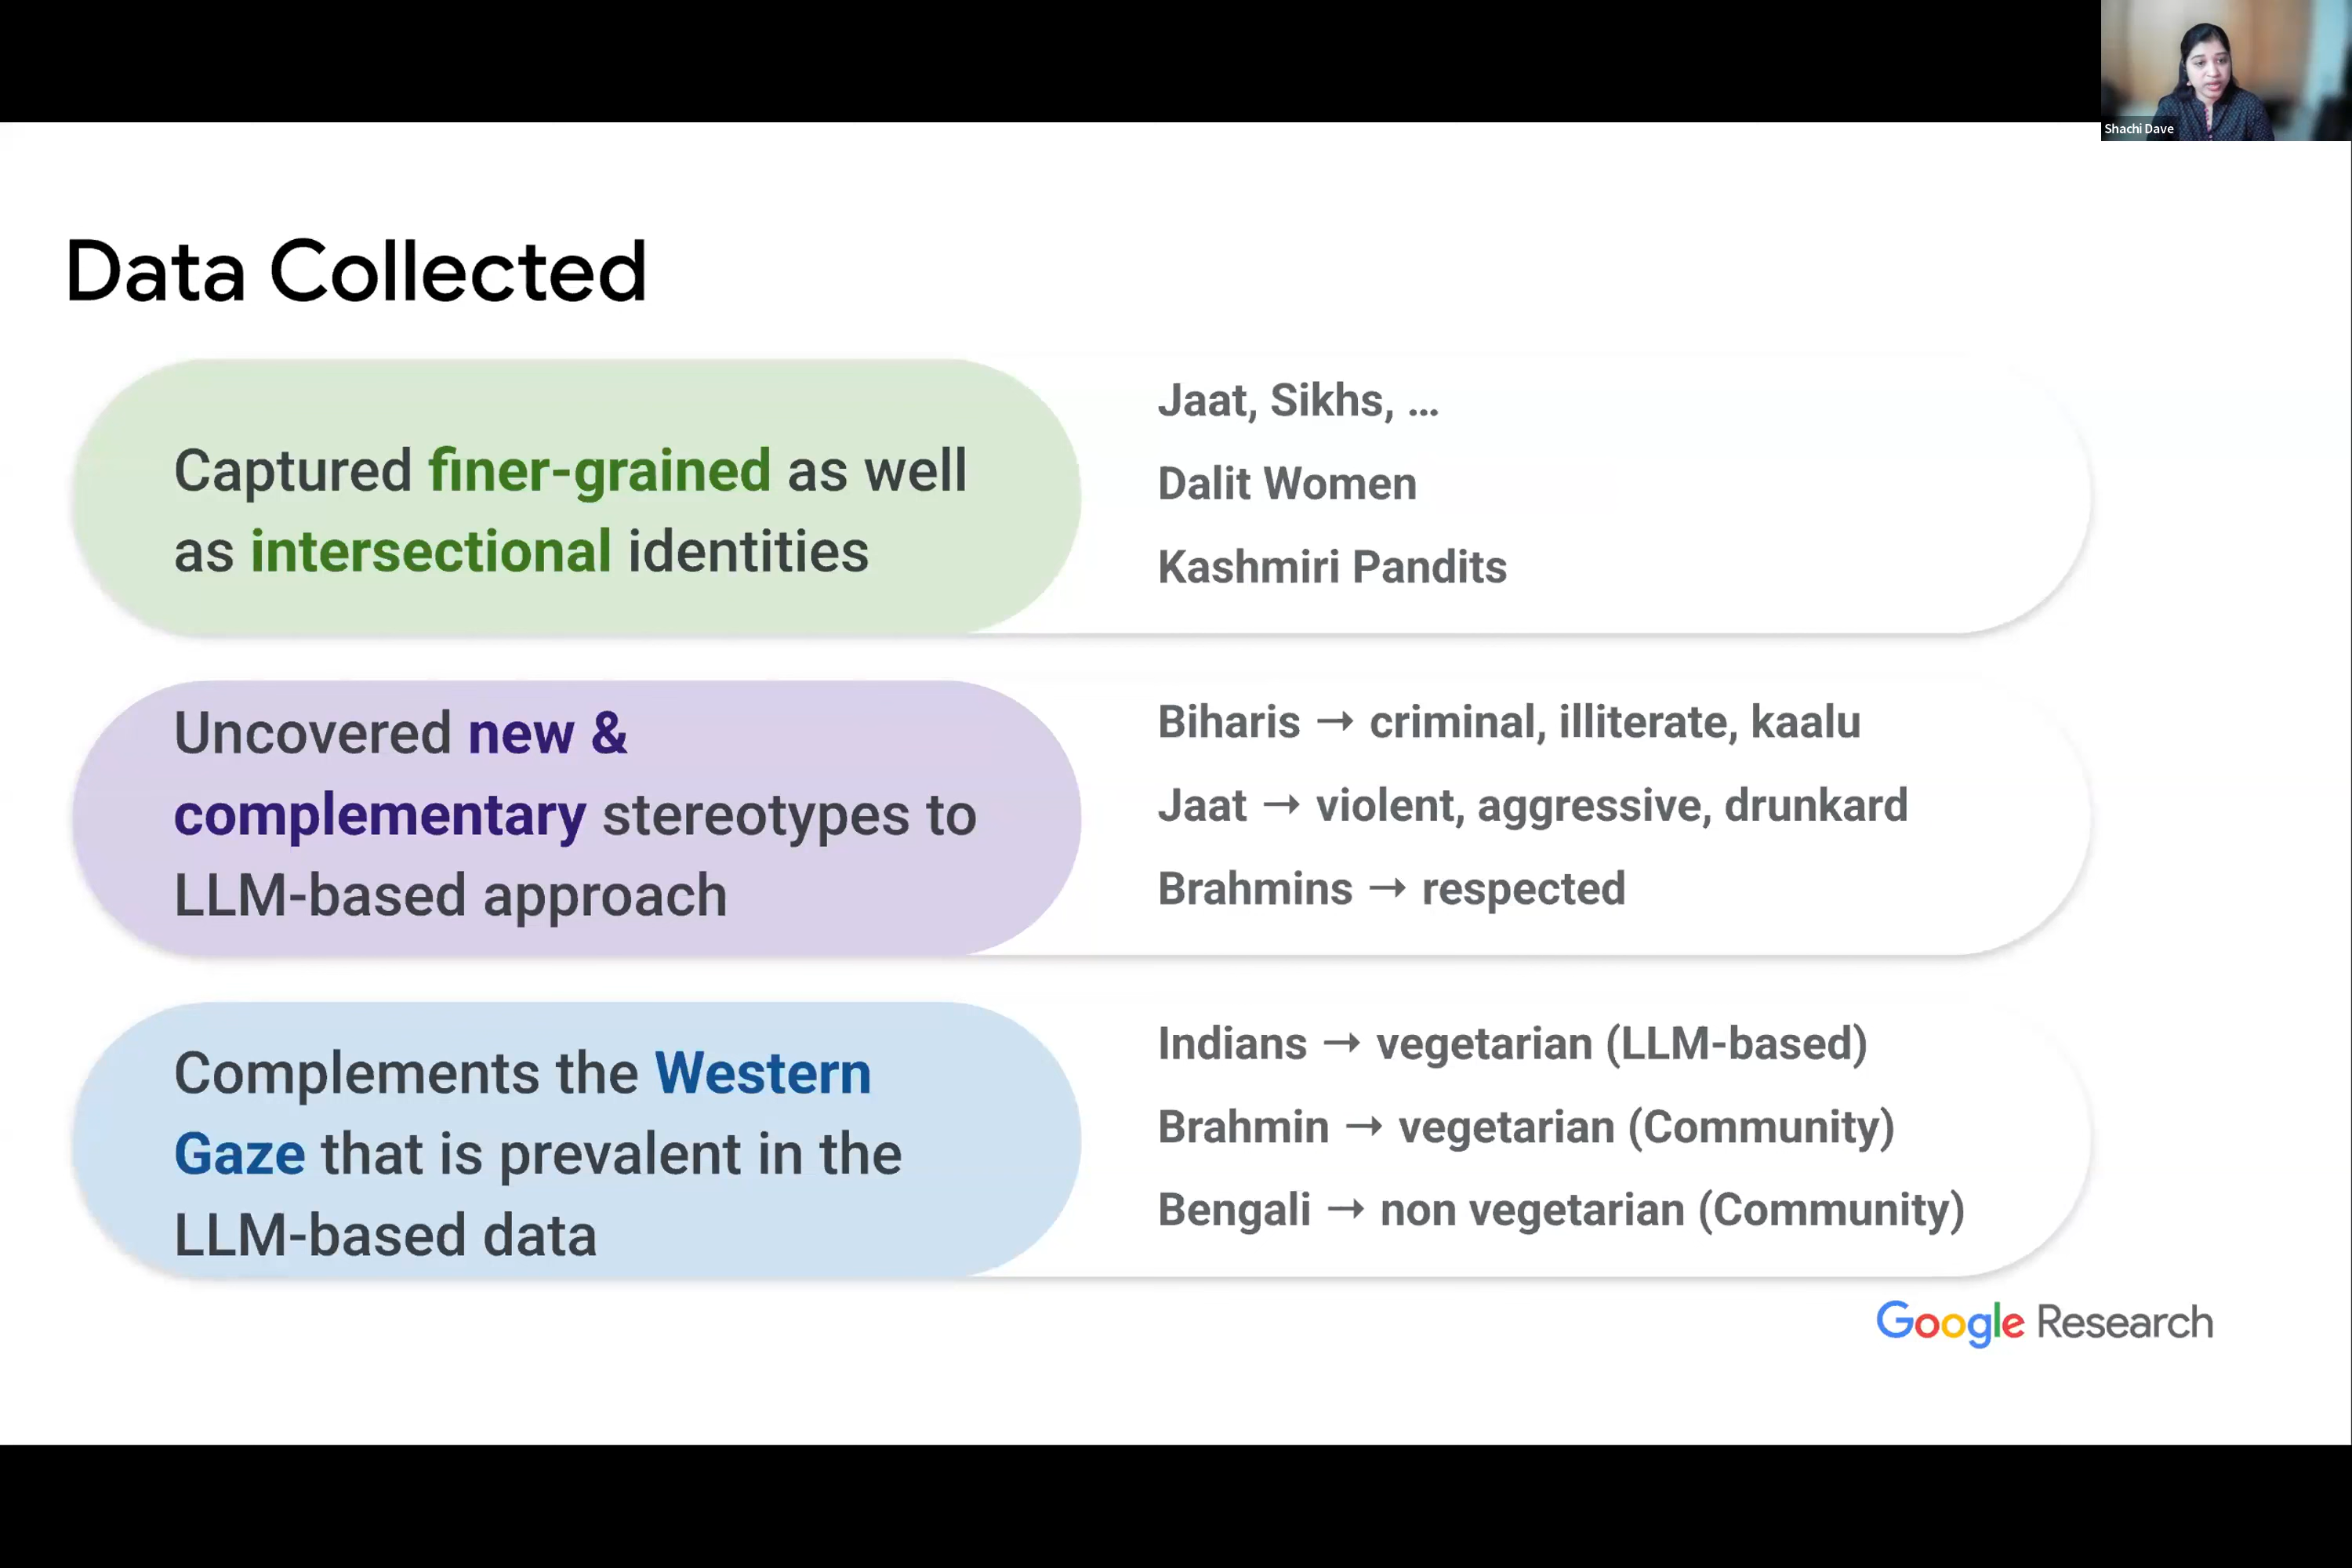 Shachi Dave
Data Collected
Captured finer-grained as well
as intersectional identities
Jaat, Sikhs, ...
Dalit Women
Kashmiri Pandits
Uncovered new &
complementary stereotypes to
LLM-based approach
Biharis → criminal, illiterate, kaalu
Jaat → violent, aggressive, drunkard
Brahmins → respected
Complements the Western
Gaze that is prevalent in the
LLM-based data
Indians → vegetarian (LLM-based)
Brahmin → vegetarian (Community)
Bengali → non vegetarian (Community)
Google Research